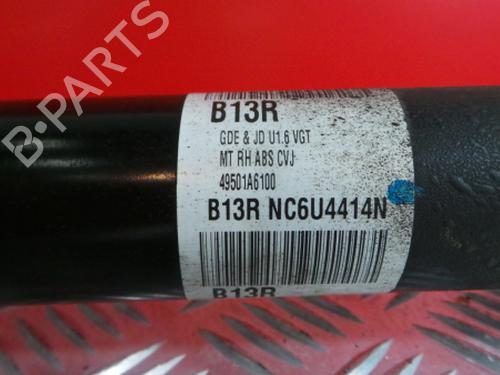 B-PARTS
B13R
GDE & JD U1.6 VGT
MT RH ABS CVJ
49501A6100
B13R NC6U4414N
B13R